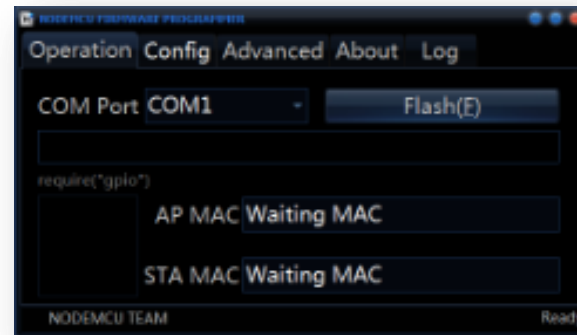 NODEMCU FIRMWARE PROGRAMMER
Operation Config Advanced About Log
COM Port COM1 Flash(F)
require("gpio")
AP MAC Waiting MAC
STA MAC Waiting MAC
NODEMCU TEAM Ready